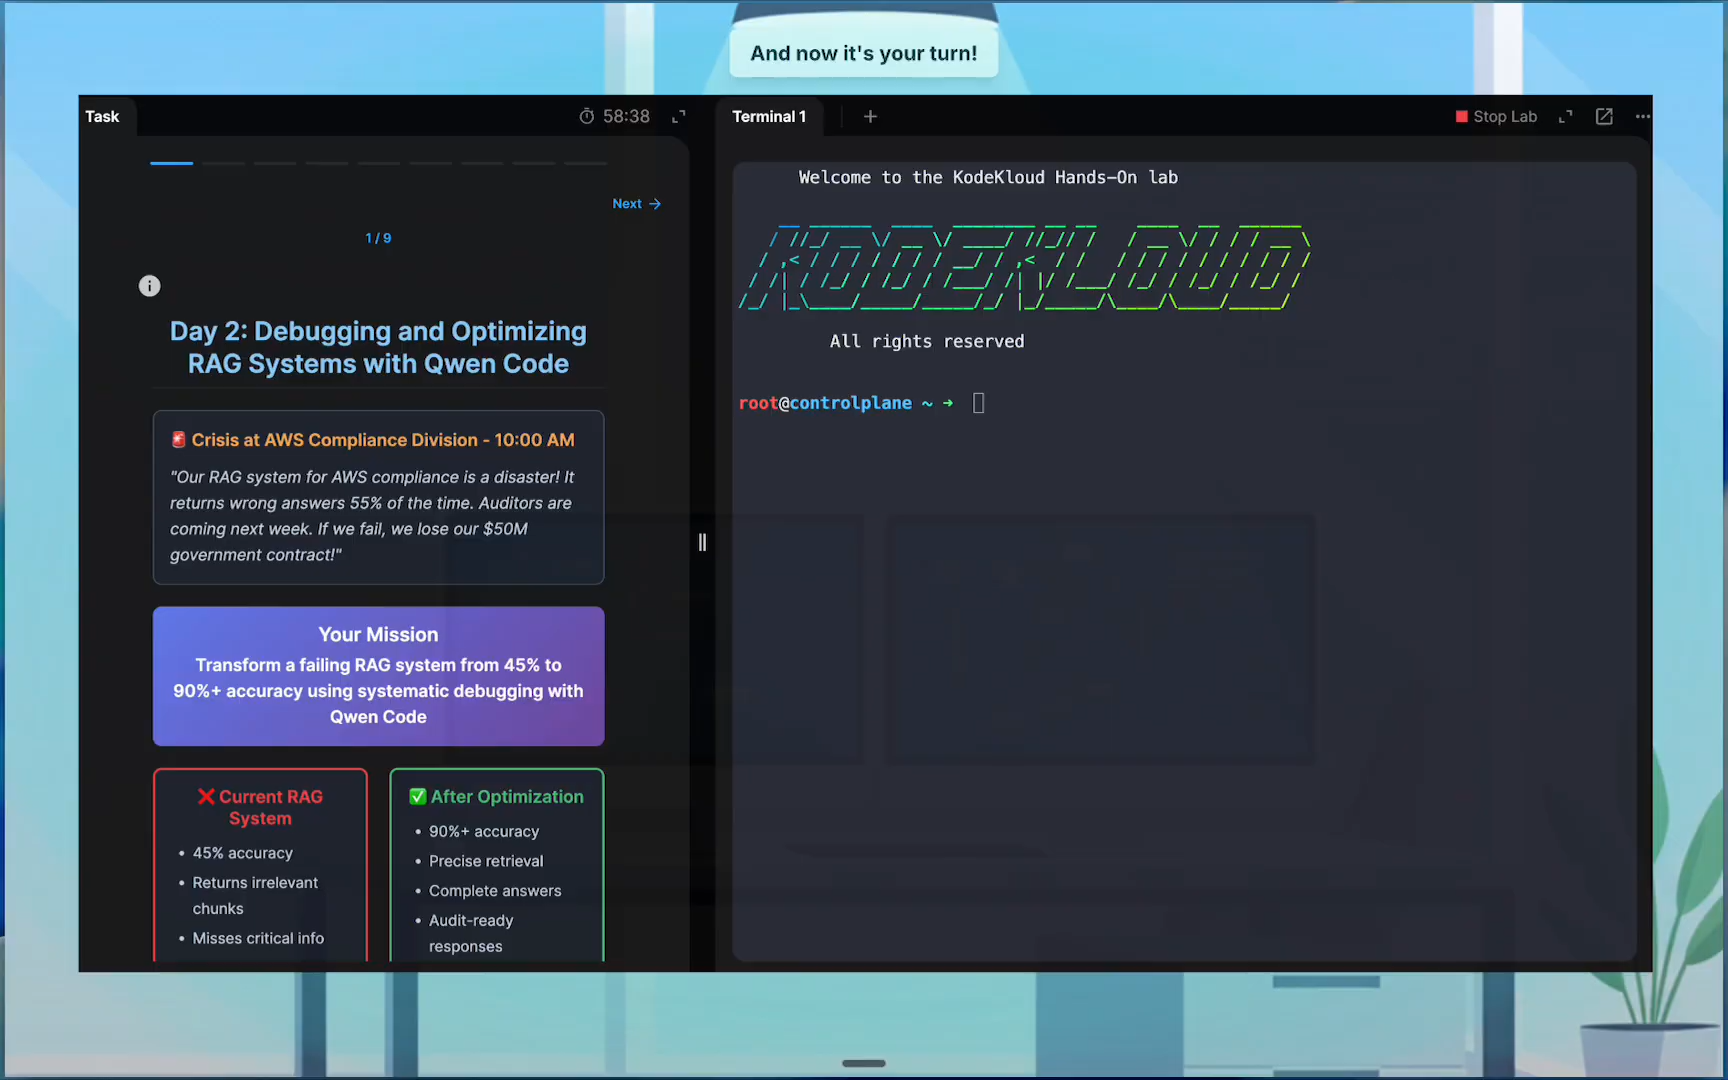 And now it's your turn!
Task
58:38
Terminal 1
Stop Lab
Next →
1 / 9
Day 2: Debugging and Optimizing
RAG Systems with Qwen Code
🚨 Crisis at AWS Compliance Division - 10:00 AM
"Our RAG system for AWS compliance is a disaster! It
returns wrong answers 55% of the time. Auditors are
coming next week. If we fail, we lose our $50M
government contract!"
Your Mission
Transform a failing RAG system from 45% to
90%+ accuracy using systematic debugging with
Qwen Code
❌ Current RAG
System
• 45% accuracy
• Returns irrelevant
chunks
• Misses critical info
✅ After Optimization
• 90%+ accuracy
• Precise retrieval
• Complete answers
• Audit-ready
responses
Welcome to the KodeKloud Hands-On lab
KODEKLOUD
All rights reserved
root@controlplane ~ ➜